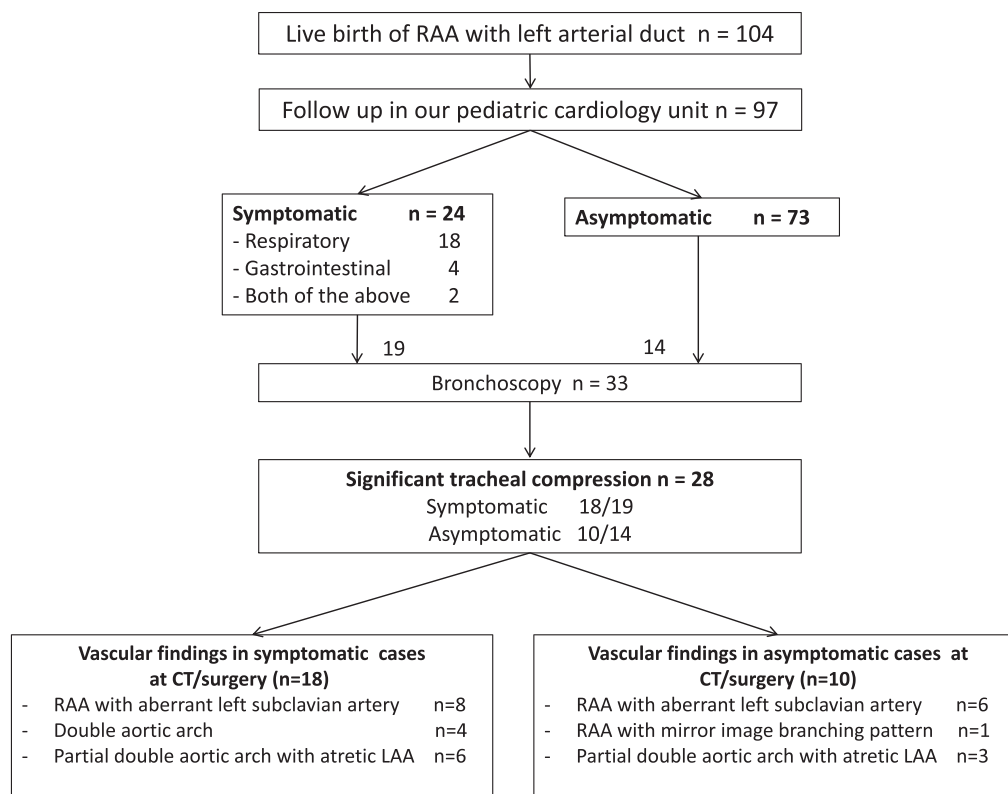 Live birth of RAA with left arterial duct n = 104
Follow up in our pediatric cardiology unit n = 97
Symptomatic n = 24
- Respiratory 18
- Gastrointestinal 4
- Both of the above 2
Asymptomatic n = 73
19
14
Bronchoscopy n = 33
Significant tracheal compression n = 28
Symptomatic 18/19
Asymptomatic 10/14
Vascular findings in symptomatic cases
at CT/surgery (n=18)
- RAA with aberrant left subclavian artery n=8
- Double aortic arch n=4
- Partial double aortic arch with atretic LAA n=6
Vascular findings in asymptomatic cases at
CT/surgery (n=10)
- RAA with aberrant left subclavian artery n=6
- RAA with mirror image branching pattern n=1
- Partial double aortic arch with atretic LAA n=3